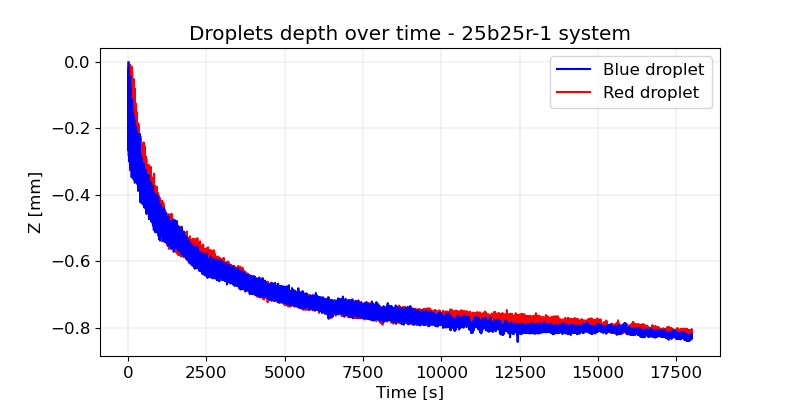 Droplets depth over time - 25b25r-1 system
Blue droplet
Red droplet
Z [mm]
0.0
−0.2
−0.4
−0.6
−0.8
0 2500 5000 7500 10000 12500 15000 17500
Time [s]